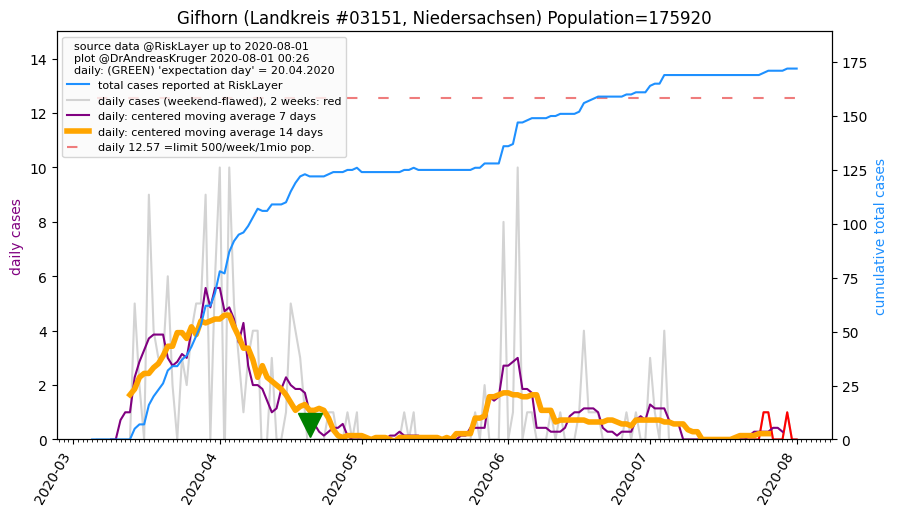 Gifhorn (Landkreis #03151, Niedersachsen) Population=175920
source data @RiskLayer up to 2020-08-01
plot @DrAndreasKruger 2020-08-01 00:26
daily: (GREEN) 'expectation day' = 20.04.2020
total cases reported at RiskLayer
daily cases (weekend-flawed), 2 weeks: red
daily: centered moving average 7 days
daily: centered moving average 14 days
daily 12.57 =limit 500/week/1mio pop.
daily cases
14
12
10
8
6
4
2
0
cumulative total cases
175
150
125
100
75
50
25
0
2020-03
2020-04
2020-05
2020-06
2020-07
2020-08